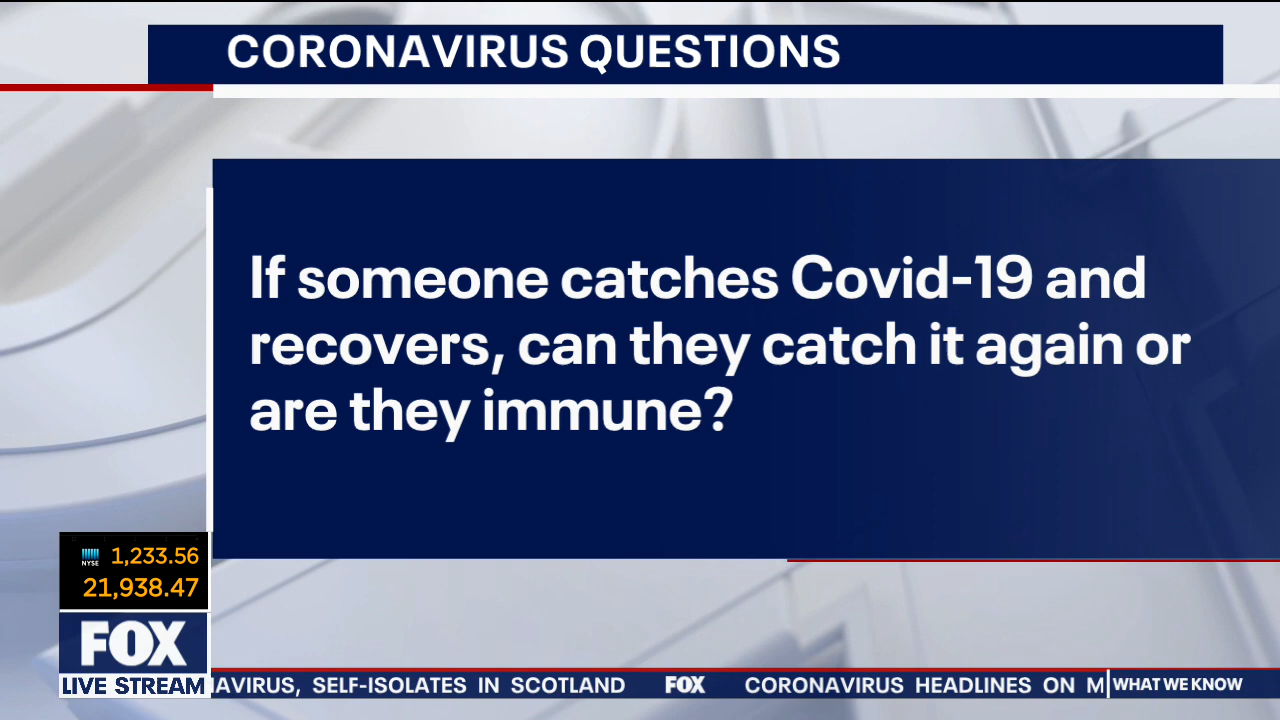 CORONAVIRUS QUESTIONS
If someone catches Covid-19 and
recovers, can they catch it again or
are they immune?
NYSE 1,233.56
21,938.47
FOX
LIVE STREAM
AVIRUS, SELF-ISOLATES IN SCOTLAND FOX CORONAVIRUS HEADLINES ON M WHAT WE KNOW